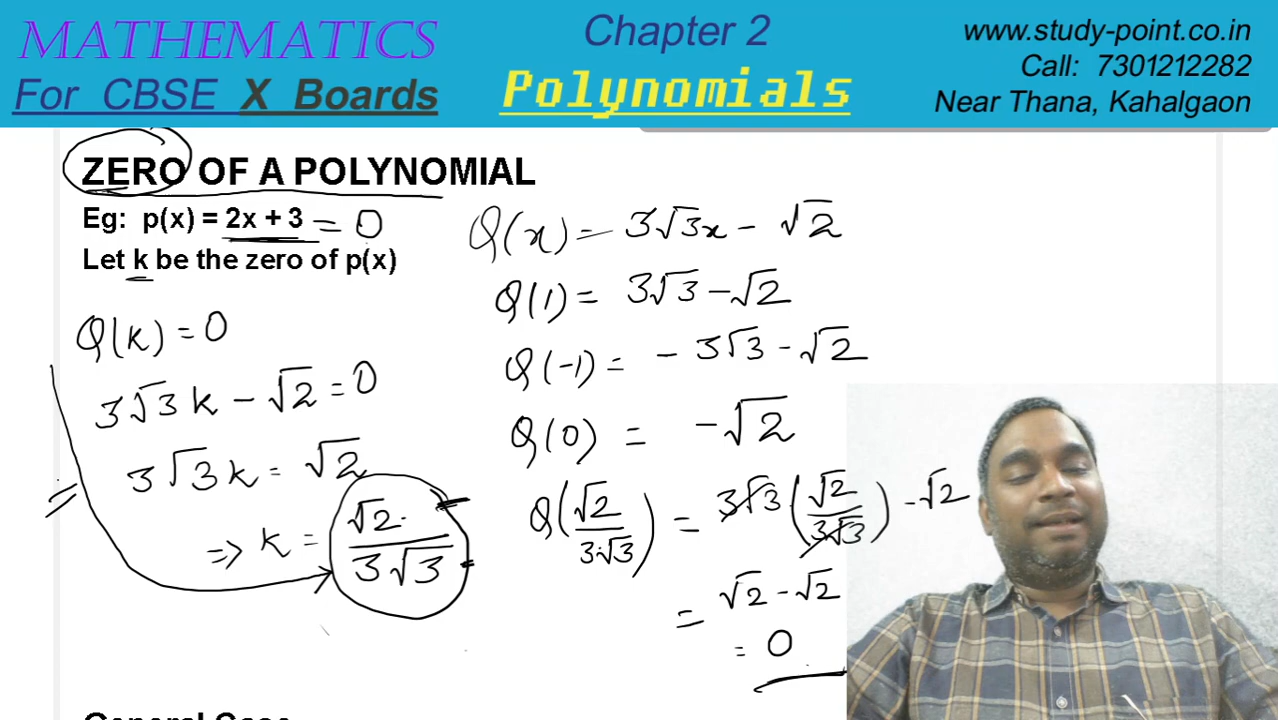 MATHEMATICS
For CBSE X Boards
Chapter 2
Polynomials
www.study-point.co.in
Call: 7301212282
Near Thana, Kahalgaon
ZERO OF A POLYNOMIAL
Eg: p(x) = 2x + 3 = 0
Let k be the zero of p(x)
Q(k) = 0
3√3 k - √2 = 0
3√3 k = √2
=> k = √2 / 3√3
Q(x) = 3√3x - √2
Q(1) = 3√3 - √2
Q(-1) = - 3√3 - √2
Q(0) = -√2
Q(√2 / 3√3) = 3√3 (√2 / 3√3) - √2
= √2 - √2
= 0